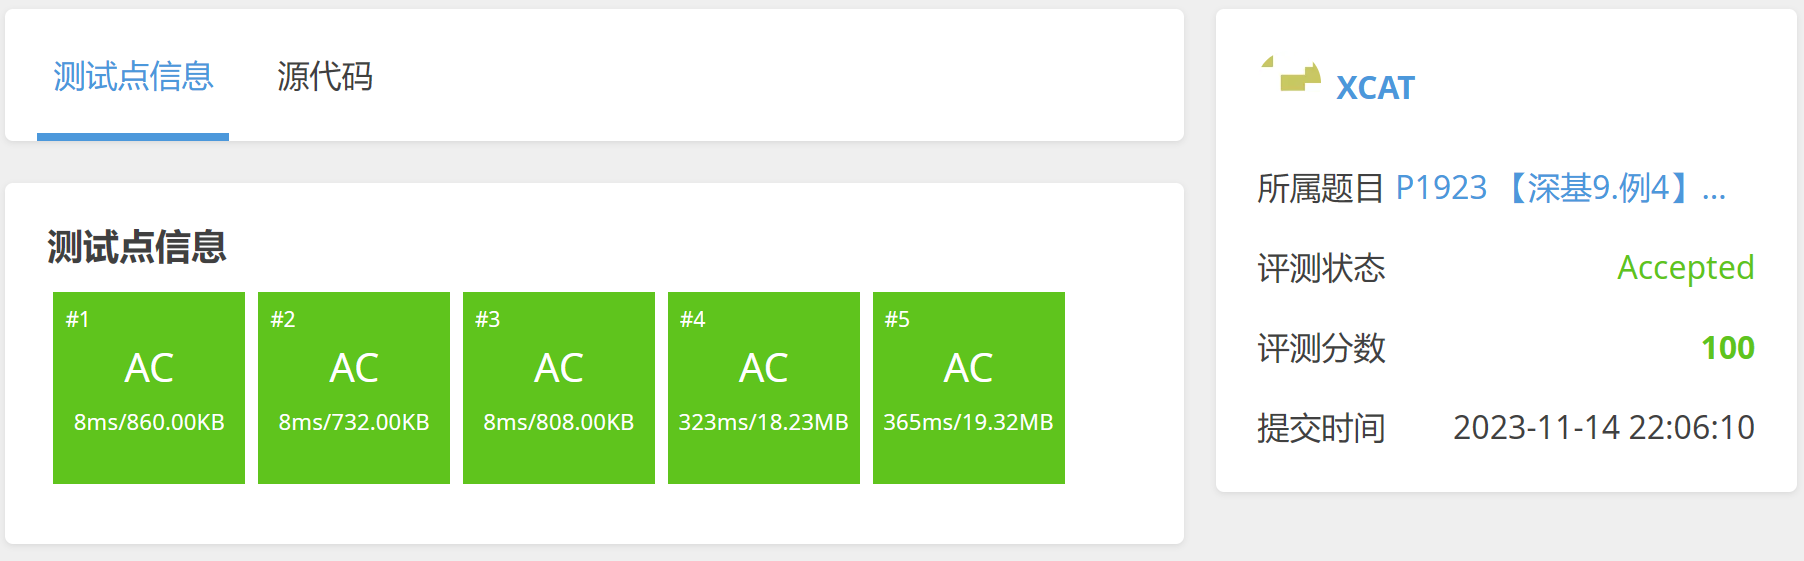 测试点信息 源代码
测试点信息
#1
AC
8ms/860.00KB
#2
AC
8ms/732.00KB
#3
AC
8ms/808.00KB
#4
AC
323ms/18.23MB
#5
AC
365ms/19.32MB
XCAT
所属题目 P1923 【深基9.例4】...
评测状态 Accepted
评测分数 100
提交时间 2023-11-14 22:06:10